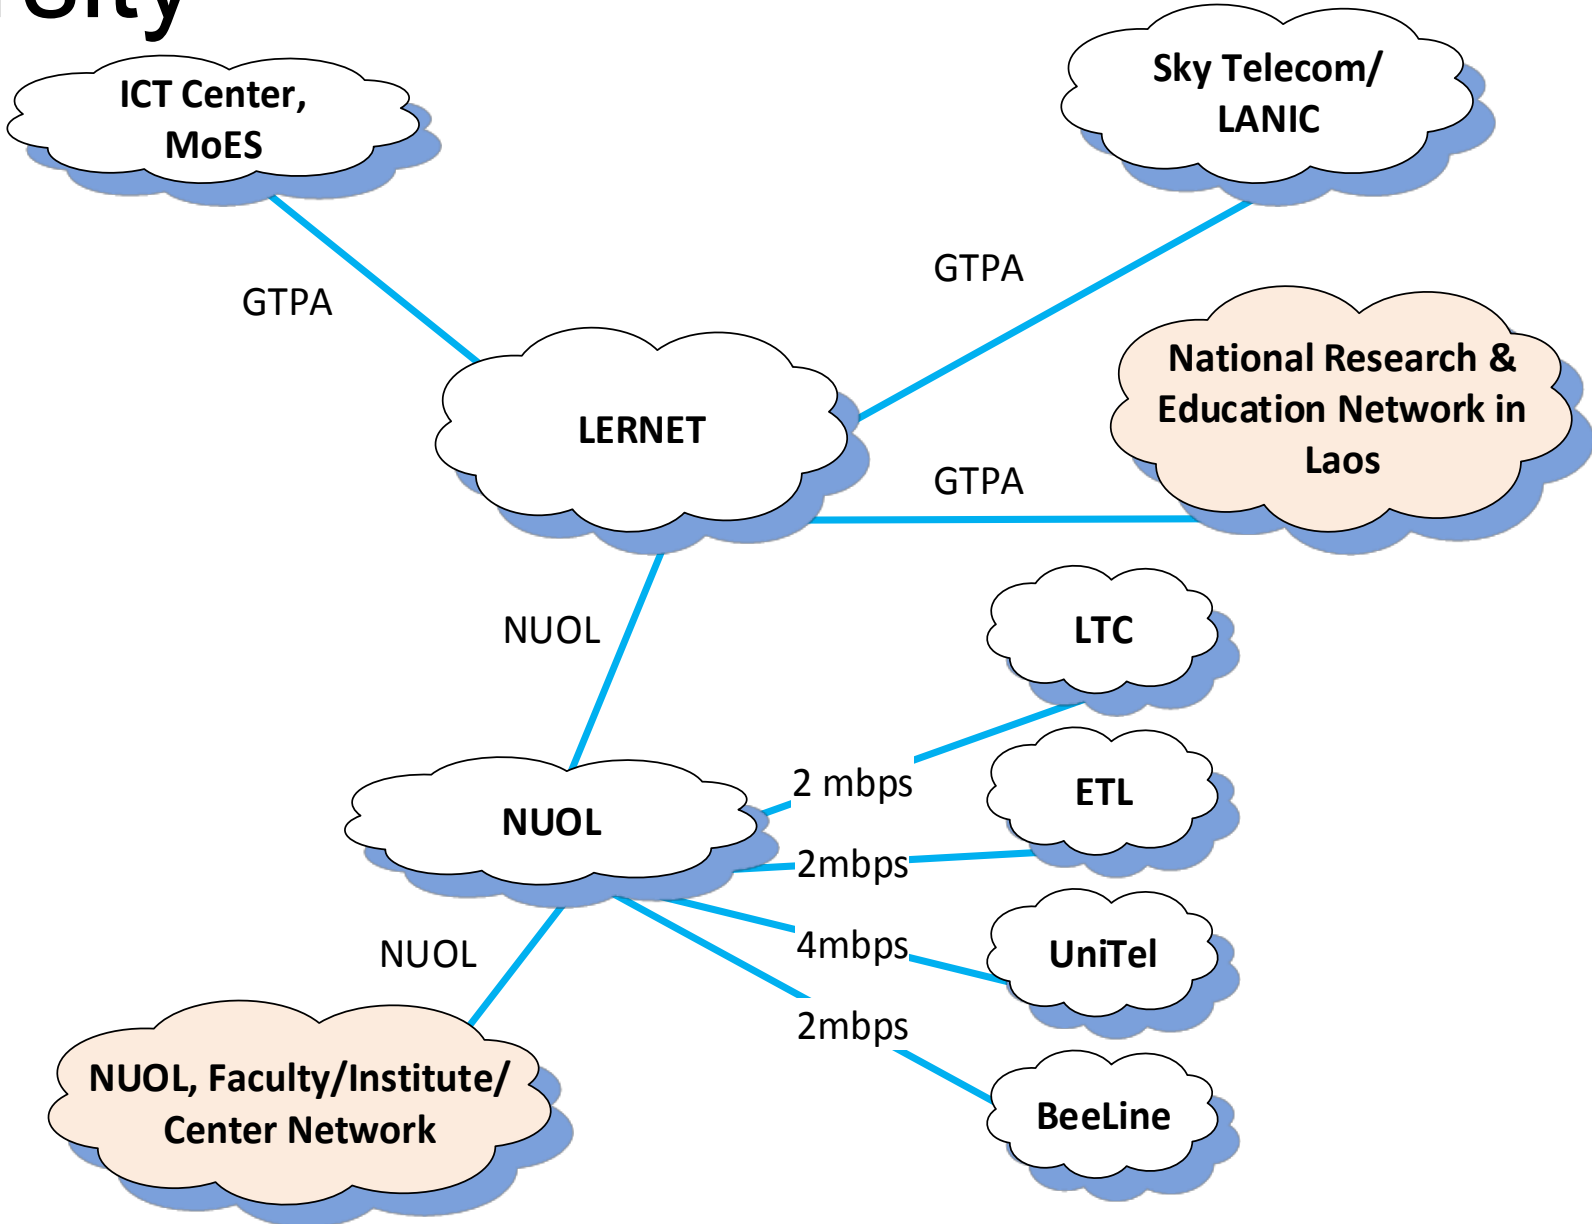 ICT Center,
MoES
Sky Telecom/
LANIC
GTPA
GTPA
National Research &
Education Network in
Laos
LERNET
GTPA
NUOL
LTC
2 mbps
ETL
NUOL
2mbps
4mbps
UniTel
NUOL
2mbps
NUOL, Faculty/Institute/
Center Network
BeeLine